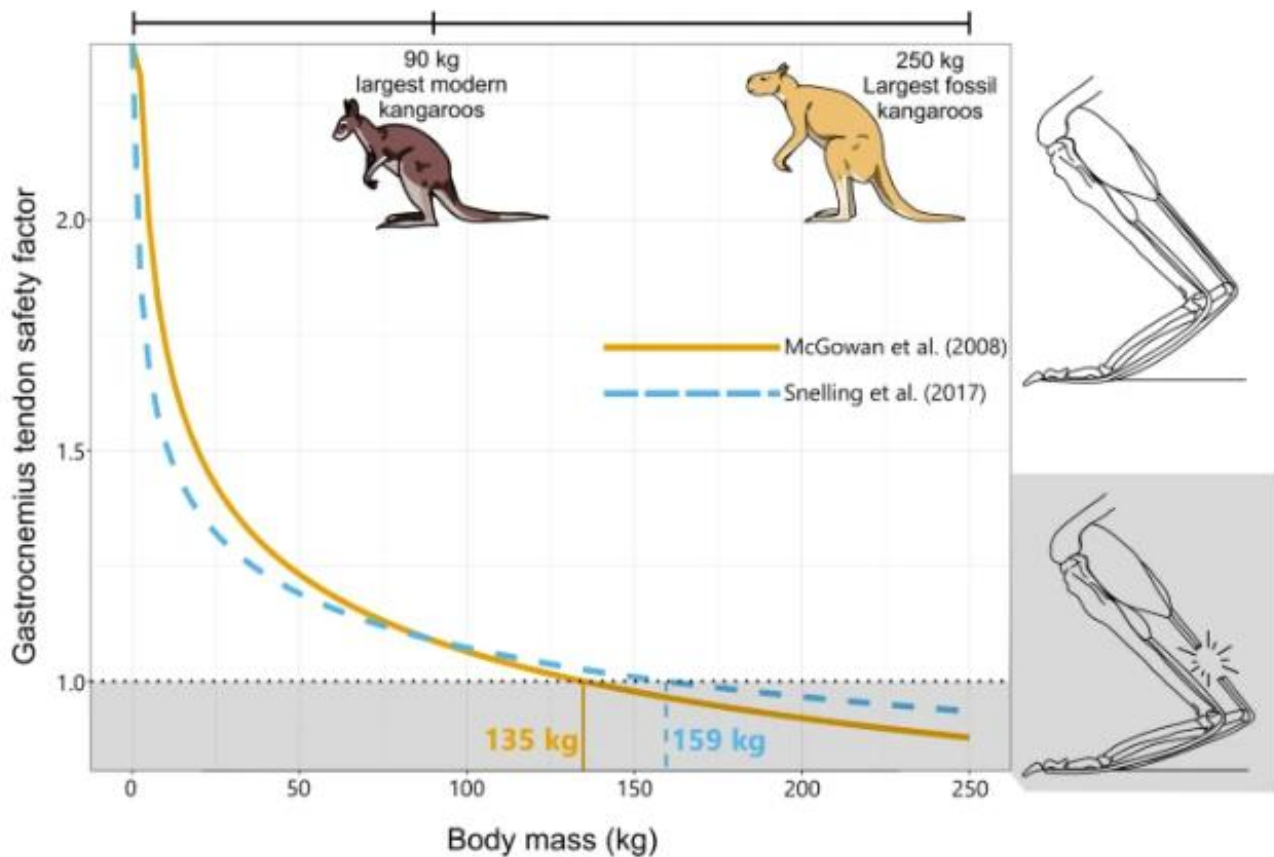 90 kg
largest modern
kangaroos
250 kg
Largest fossil
kangaroos
Gastrocnemius tendon safety factor
2.0
1.5
1.0
McGowan et al. (2008)
Snelling et al. (2017)
135 kg
159 kg
0
50
100
150
200
250
Body mass (kg)